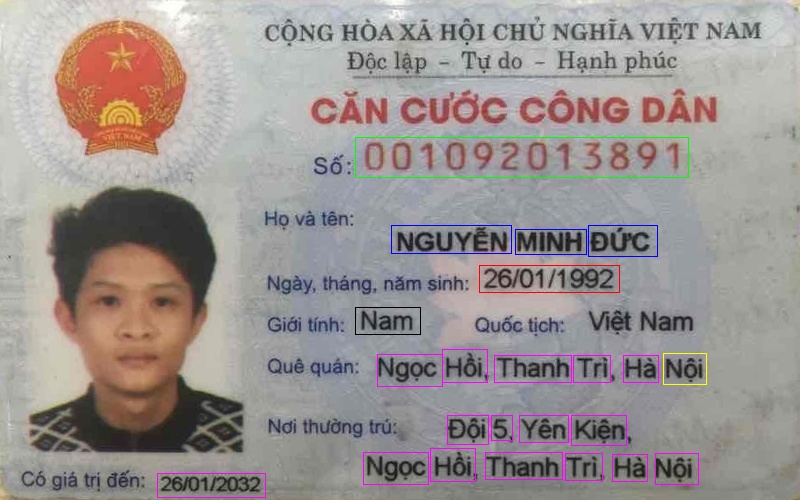 CỘNG HÒA XÃ HỘI CHỦ NGHĨA VIỆT NAM
Độc lập - Tự do - Hạnh phúc
CĂN CƯỚC CÔNG DÂN
VIỆT NAM
Số: 001092013891
Họ và tên:
NGUYỄN MINH ĐỨC
Ngày, tháng, năm sinh: 26/01/1992
Giới tính: Nam Quốc tịch: Việt Nam
Quê quán: Ngọc Hồi, Thanh Trì, Hà Nội
Nơi thường trú: Đội 5, Yên Kiện,
Ngọc Hồi, Thanh Trì, Hà Nội
Có giá trị đến: 26/01/2032